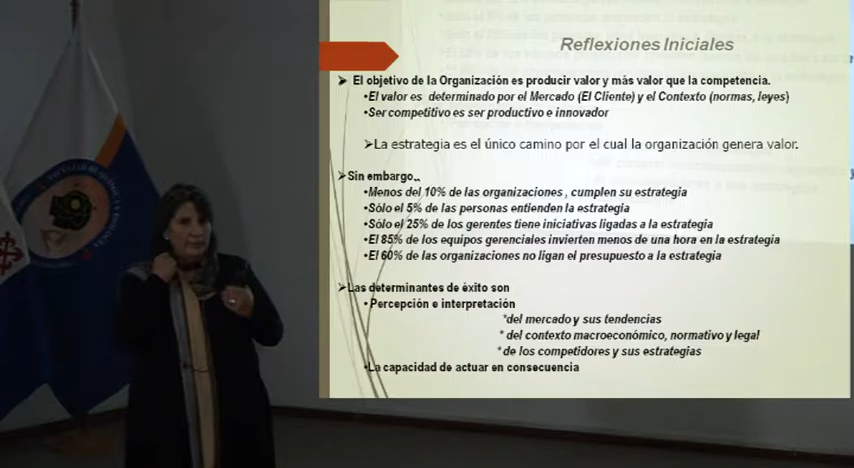 Reflexiones Iniciales
El objetivo de la Organización es producir valor y más valor que la competencia.
•El valor es determinado por el Mercado (El Cliente) y el Contexto (normas, leyes)
•Ser competitivo es ser productivo e innovador
La estrategia es el único camino por el cual la organización genera valor.
Sin embargo..
•Menos del 10% de las organizaciones , cumplen su estrategia
•Sólo el 5% de las personas entienden la estrategia
•Sólo el 25% de los gerentes tiene iniciativas ligadas a la estrategia
•El 85% de los equipos gerenciales invierten menos de una hora en la estrategia
•El 60% de las organizaciones no ligan el presupuesto a la estrategia
Las determinantes de éxito son
• Percepción e interpretación
*del mercado y sus tendencias
* del contexto macroeconómico, normativo y legal
* de los competidores y sus estrategias
•La capacidad de actuar en consecuencia